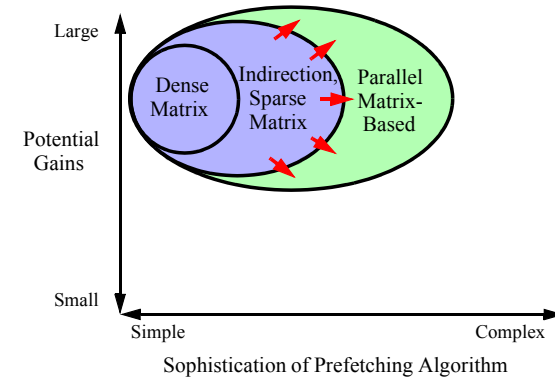 Large
Potential
Gains
Small
Dense
Matrix
Indirection,
Sparse
Matrix
Parallel
Matrix-
Based
Simple
Complex
Sophistication of Prefetching Algorithm